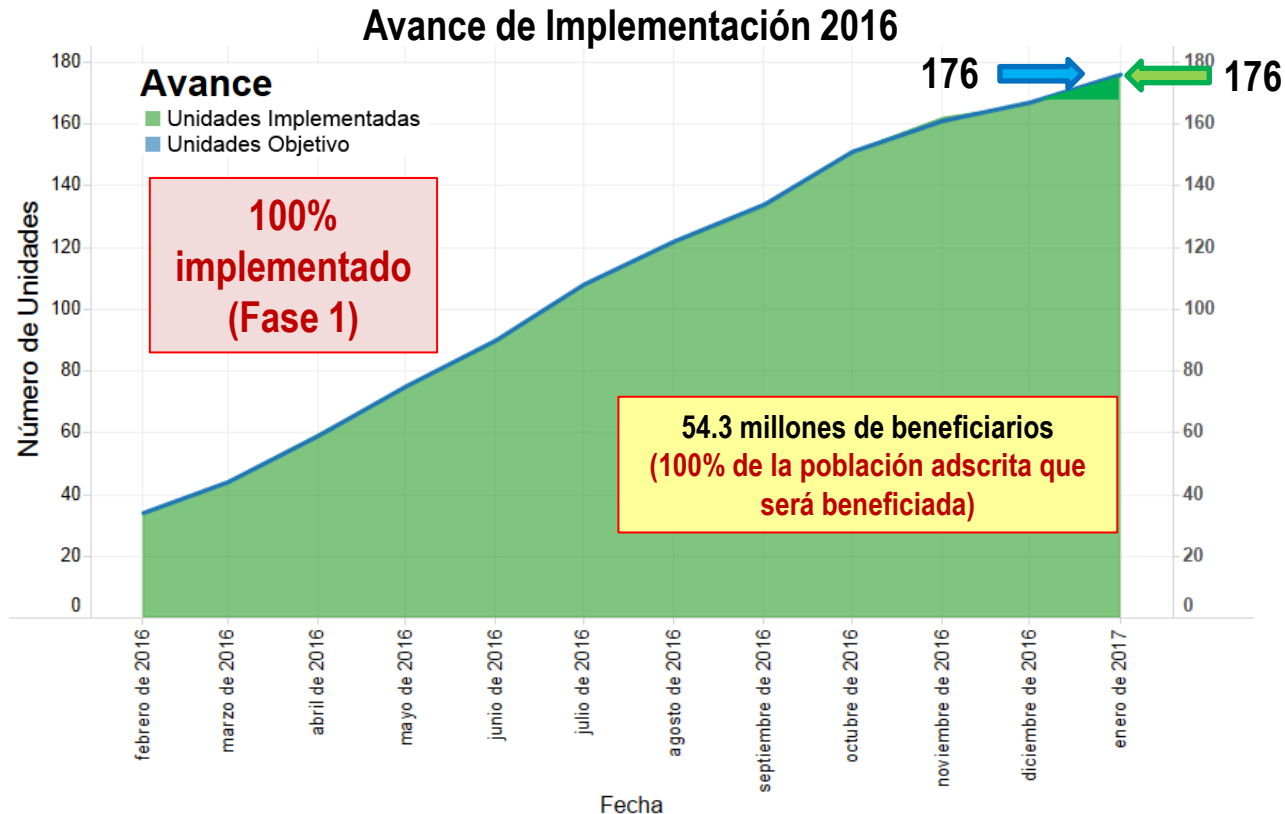 Avance de Implementación 2016
176
176
Avance
Unidades Implementadas
Unidades Objetivo
100%
implementado
(Fase 1)
54.3 millones de beneficiarios
(100% de la población adscrita que
será beneficiada)
Número de Unidades
180
160
140
120
100
80
60
40
20
0
180
160
140
120
100
80
60
40
20
0
febrero de 2016
marzo de 2016
abril de 2016
mayo de 2016
junio de 2016
julio de 2016
agosto de 2016
septiembre de 2016
octubre de 2016
noviembre de 2016
diciembre de 2016
enero de 2017
Fecha